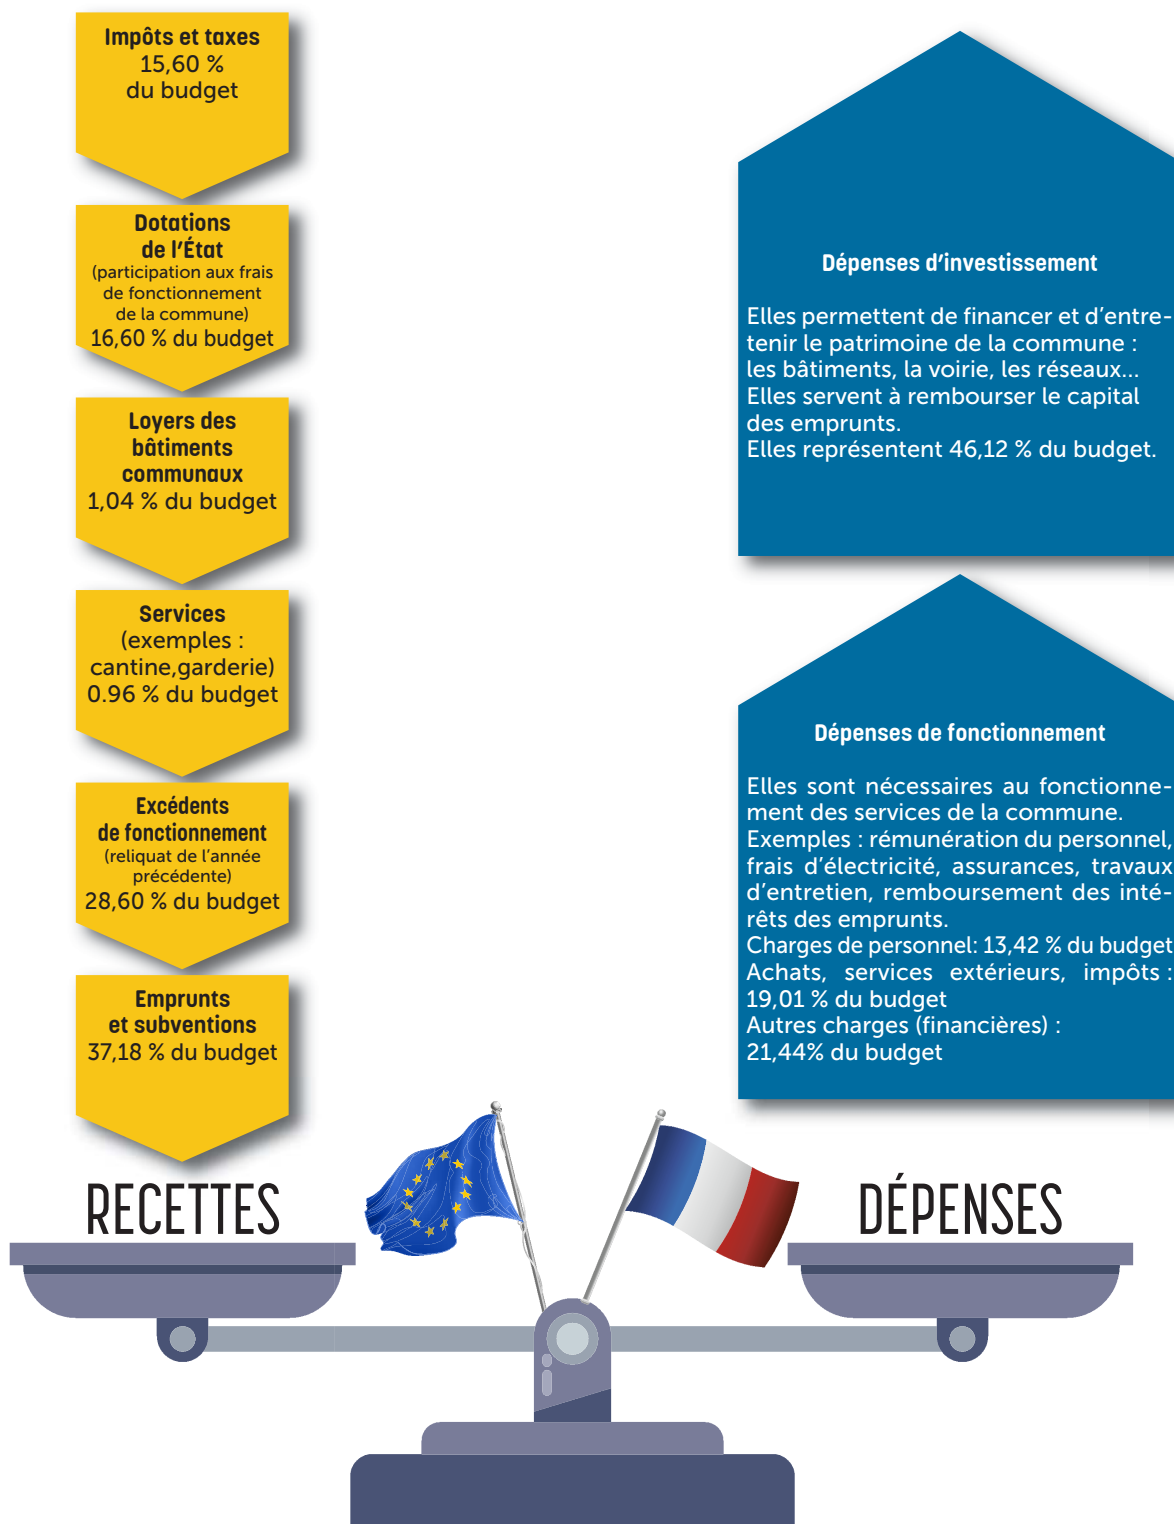 Impôts et taxes
15,60 %
du budget
Dotations
de l'État
(participation aux frais
de fonctionnement
de la commune)
16,60 % du budget
Loyers des
bâtiments
communaux
1,04 % du budget
Services
(exemples :
cantine,garderie)
0.96 % du budget
Excédents
de fonctionnement
(reliquat de l'année
précédente)
28,60 % du budget
Emprunts
et subventions
37,18 % du budget
RECETTES
Dépenses d'investissement
Elles permettent de financer et d'entre-
tenir le patrimoine de la commune :
les bâtiments, la voirie, les réseaux...
Elles servent à rembourser le capital
des emprunts.
Elles représentent 46,12 % du budget.
Dépenses de fonctionnement
Elles sont nécessaires au fonctionne-
ment des services de la commune.
Exemples : rémunération du personnel,
frais d'électricité, assurances, travaux
d'entretien, remboursement des inté-
rêts des emprunts.
Charges de personnel: 13,42 % du budget
Achats, services extérieurs, impôts :
19,01 % du budget
Autres charges (financières) :
21,44% du budget
DÉPENSES